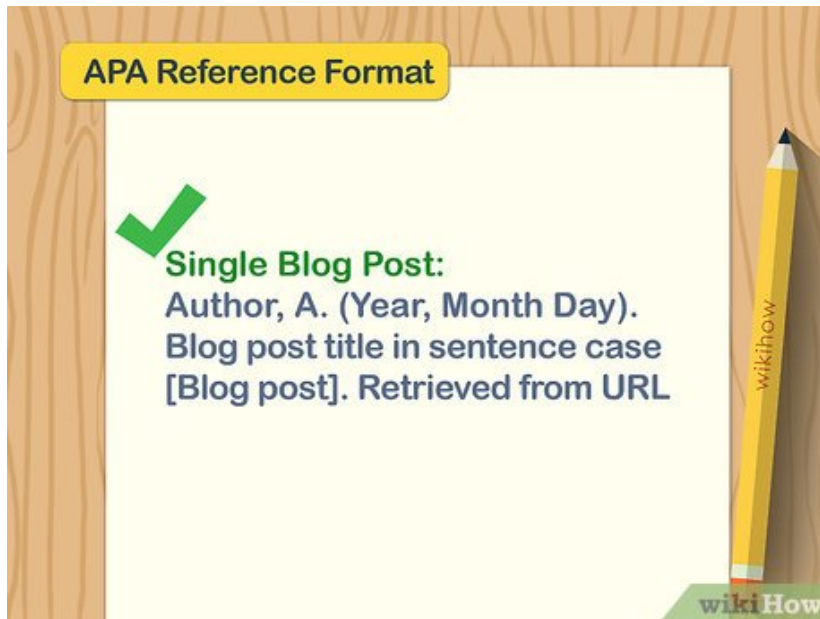 APA Reference Format
Single Blog Post:
Author, A. (Year, Month Day).
Blog post title in sentence case
[Blog post]. Retrieved from URL
wikihow
wikiHow